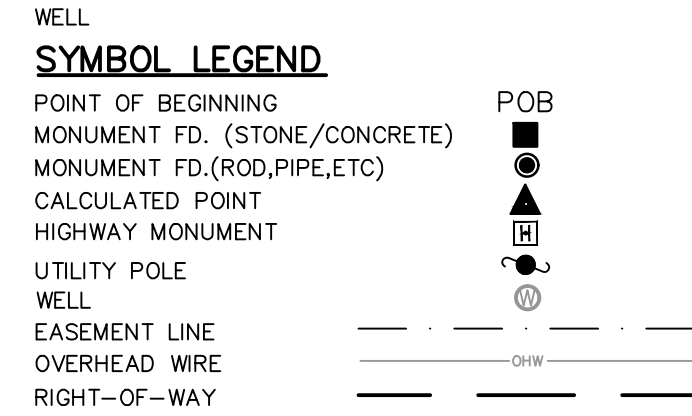 WELL
SYMBOL LEGEND
POINT OF BEGINNING POB
MONUMENT FD. (STONE/CONCRETE)
MONUMENT FD.(ROD,PIPE,ETC)
CALCULATED POINT
HIGHWAY MONUMENT H
UTILITY POLE
WELL W
EASEMENT LINE
OVERHEAD WIRE OHW
RIGHT-OF-WAY